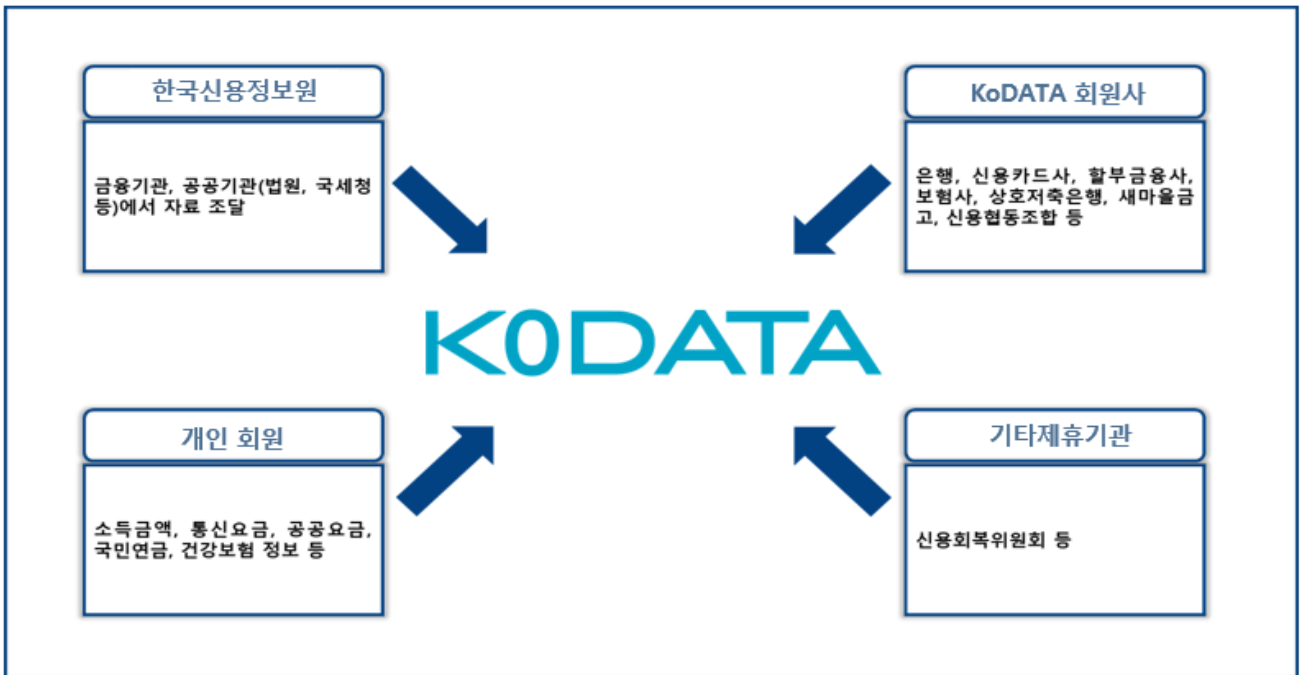 한국신용정보원
금융기관, 공공기관(법원, 국세청
등)에서 자료 조달
KoDATA 회원사
은행, 신용카드사, 할부금융사,
보험사, 상호저축은행, 새마을금
고, 신용협동조합 등
KODATA
개인 회원
소득금액, 통신요금, 공공요금,
국민연금, 건강보험 정보 등
기타제휴기관
신용회복위원회 등